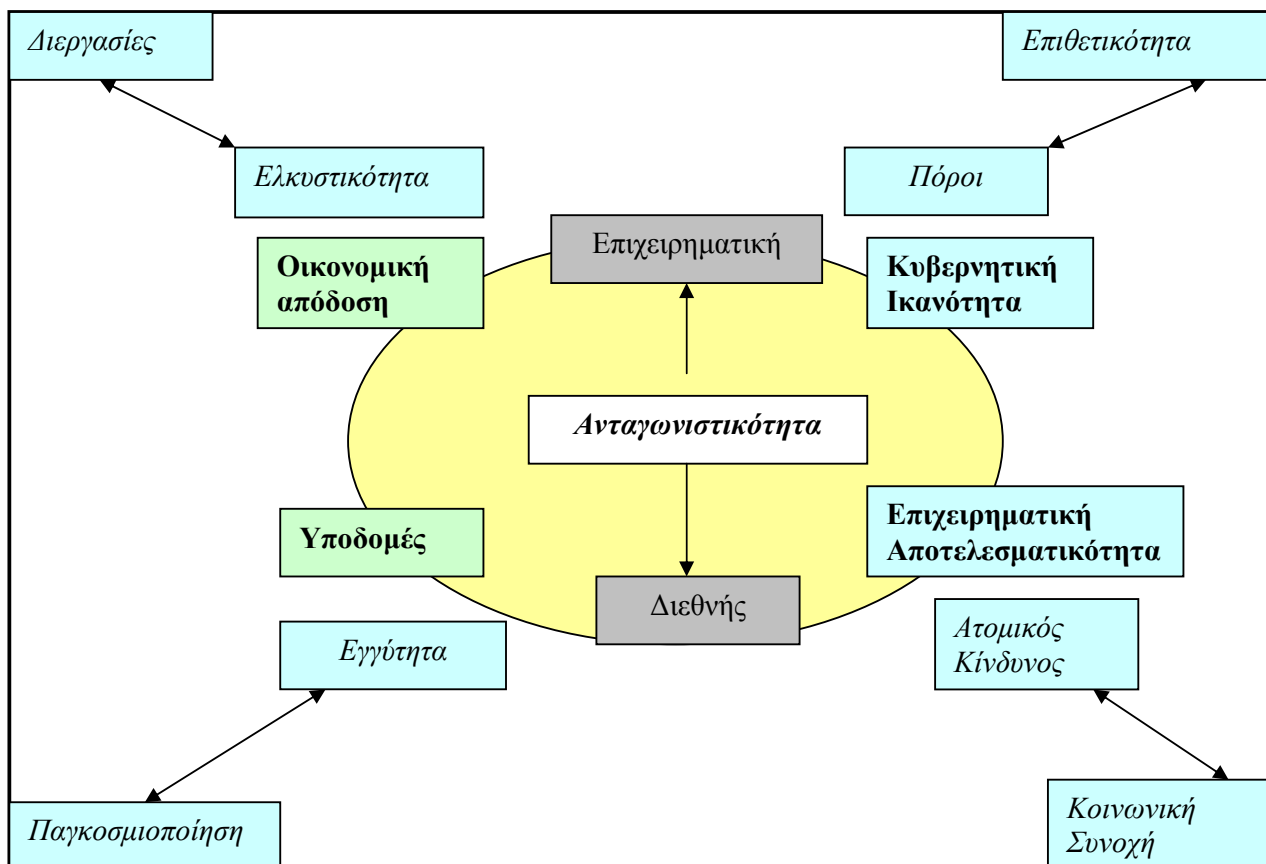 Διεργασίες
Επιθετικότητα
Ελκυστικότητα
Πόροι
Επιχειρηματική
Οικονομική
απόδοση
Κυβερνητική
Ικανότητα
Ανταγωνιστικότητα
Υποδομές
Επιχειρηματική
Αποτελεσματικότητα
Διεθνής
Εγγύτητα
Ατομικός
Κίνδυνος
Παγκοσμιοποίηση
Κοινωνική
Συνοχή